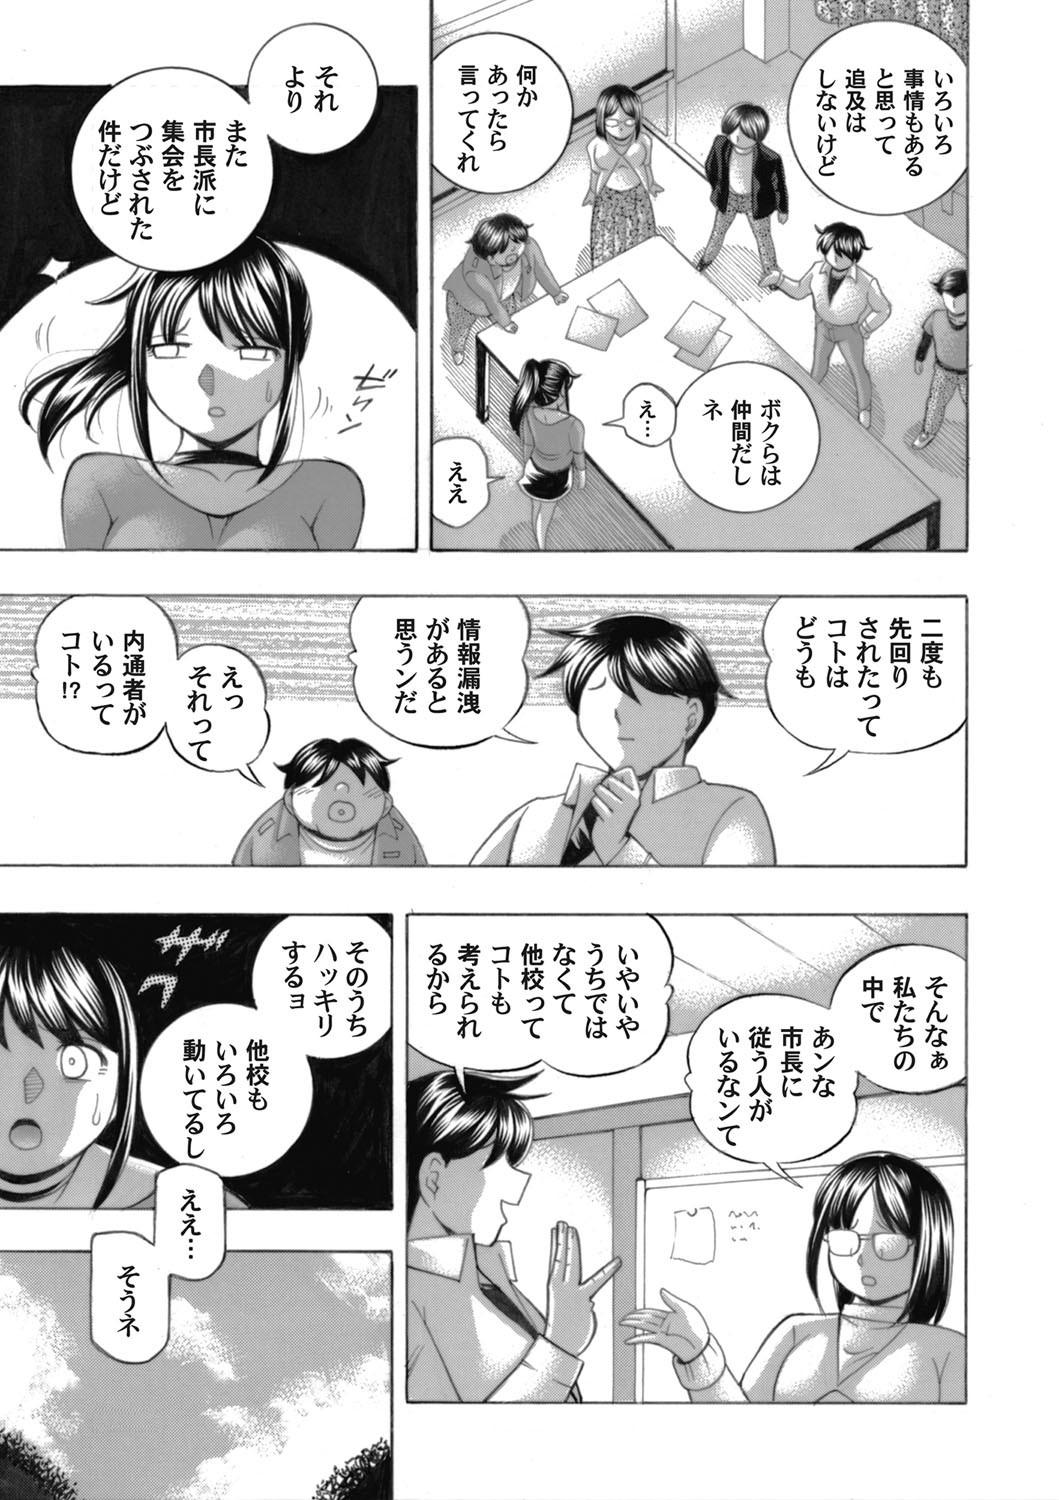 いろいろ
事情もある
と思って
追及は
しないけど
何か
あったら
言ってくれ
ボクらは
仲間だし
ネ
え…
ええ
それ
より
また
市長派に
集会を
つぶされた
件だけど
ガーン
二度も
先回り
されたって
コトは
どうも
情報漏洩
があると
思うンだ
えっ
それって
内通者が
いるって
コト!?
そんなぁ
私たちの
中で
あンな
市長に
従う人が
いるなンて
いやいや
うちでは
なくて
他校って
コトも
考えられ
るから
そのうち
ハッキリ
するョ
他校も
いろいろ
動いてるし
ええ…
そうネ